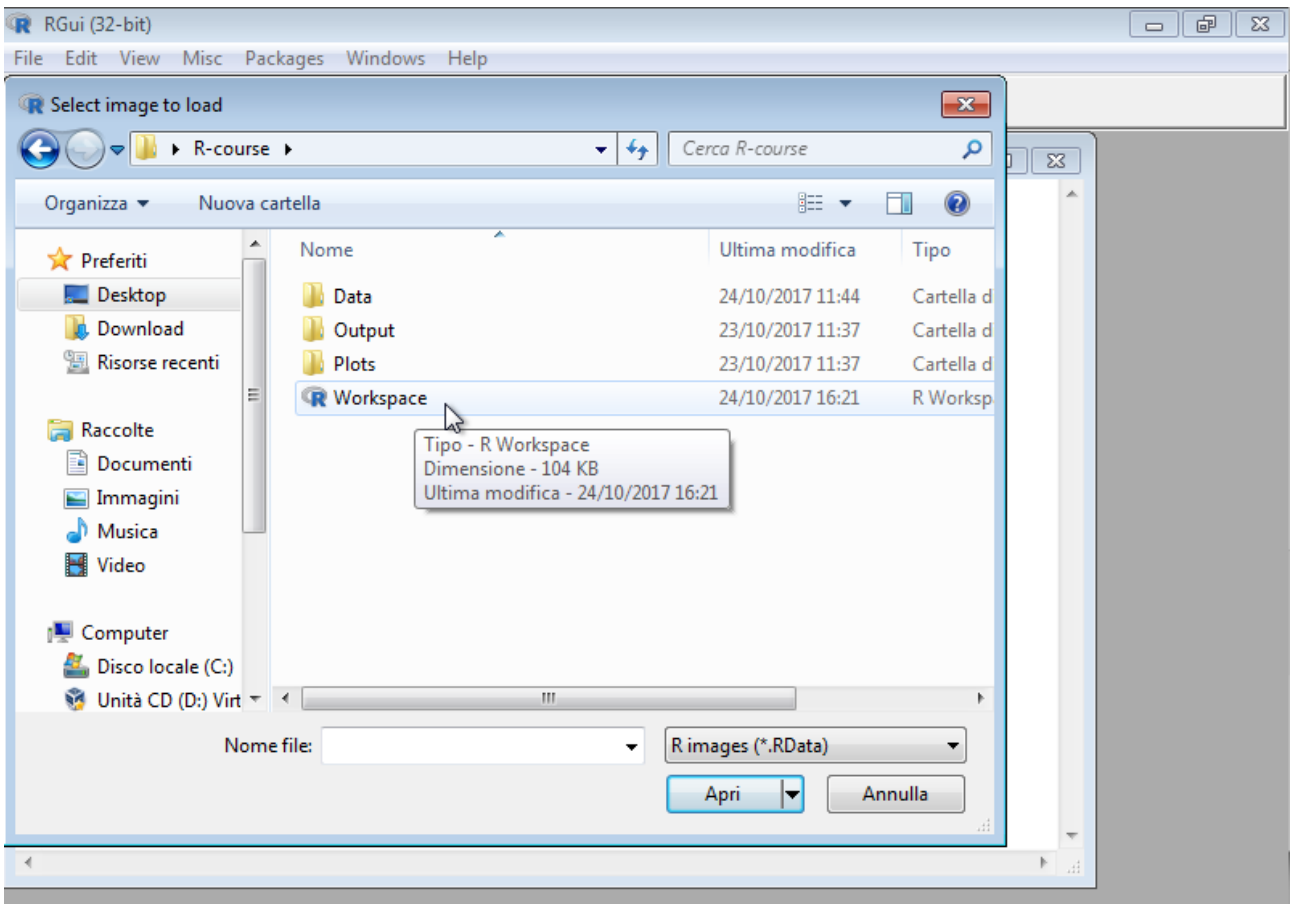 RGui (32-bit)
File Edit View Misc Packages Windows Help
Select image to load
R-course
Cerca R-course
Organizza Nuova cartella
Nome Ultima modifica Tipo
Preferiti
Desktop
Download
Risorse recenti
Raccolte
Documenti
Immagini
Musica
Video
Computer
Disco locale (C:)
Unità CD (D:) Virt
Data 24/10/2017 11:44 Cartella d
Output 23/10/2017 11:37 Cartella d
Plots 23/10/2017 11:37 Cartella d
Workspace 24/10/2017 16:21 R Worksp
Tipo - R Workspace
Dimensione - 104 KB
Ultima modifica - 24/10/2017 16:21
Nome file: R images (*.RData)
Apri Annulla